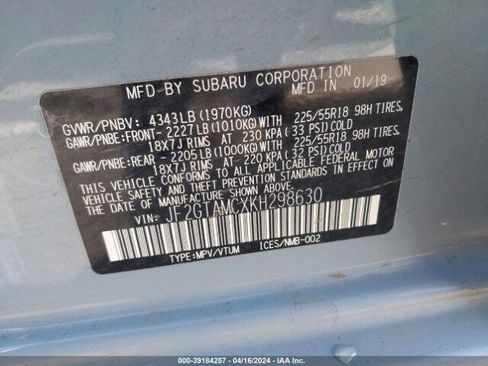 MFD BY SUBARU CORPORATION
MFD IN 01/19
GVWR/PNBV: 4343LB (1970KG)
GAWR/PNBE:FRONT- 2227LB(1010KG)WITH 225/55R18 98H TIRES,
18X7J RIMS AT 230 KPA(33 PSI)COLD
GAWR/PNBE:REAR - 2205LB(1000KG)WITH 225/55R18 98H TIRES,
18X7J RIMS AT 220 KPA(32 PSI)COLD
THIS VEHICLE CONFORMS TO ALL APPLICABLE FEDERAL MOTOR
VEHICLE SAFETY STANDARDS IN EFFECT
ON THE DATE OF MANUFACTURE SHOWN ABOVE.
VIN: JF2GTAMCXKH298630
TYPE:MPV/VTUM ICES/NMB-002
000-39184257 - 04/16/2024 - IAA Inc.